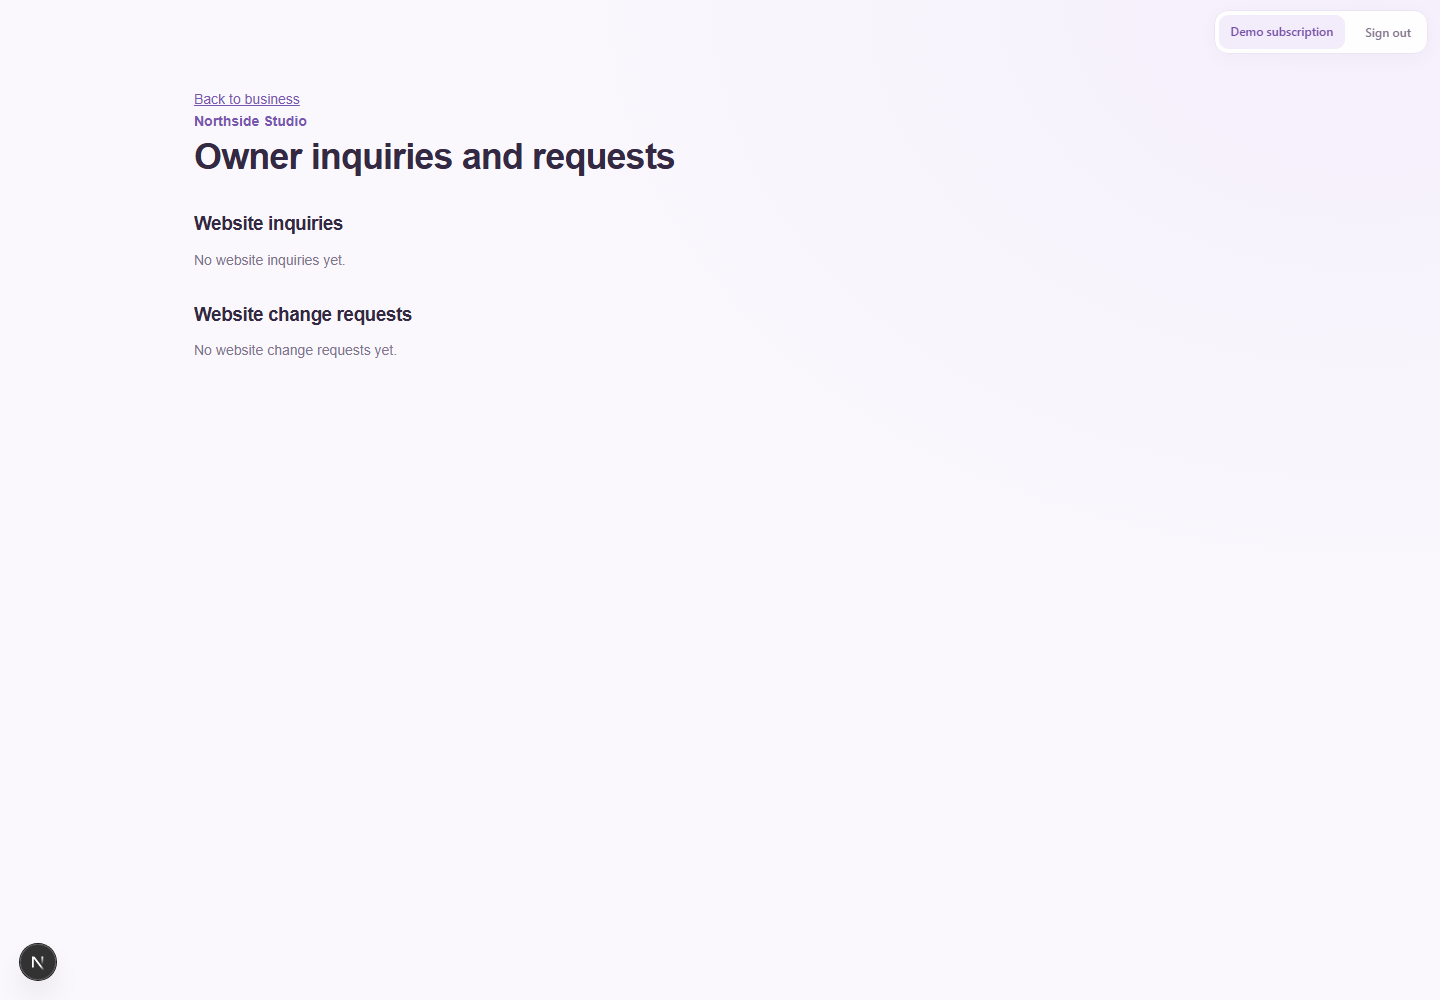 Demo subscription
Sign out
Back to business
Northside Studio
Owner inquiries and requests
Website inquiries
No website inquiries yet.
Website change requests
No website change requests yet.
N